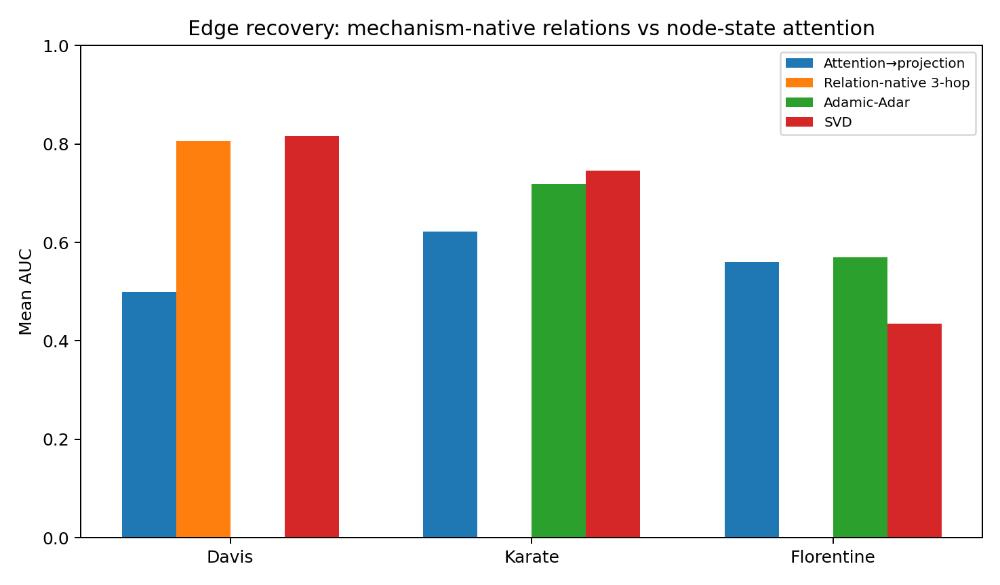 Edge recovery: mechanism-native relations vs node-state attention
1.0
0.8
0.6
0.4
0.2
0.0
Mean AUC
Attention→projection
Relation-native 3-hop
Adamic-Adar
SVD
Davis
Karate
Florentine